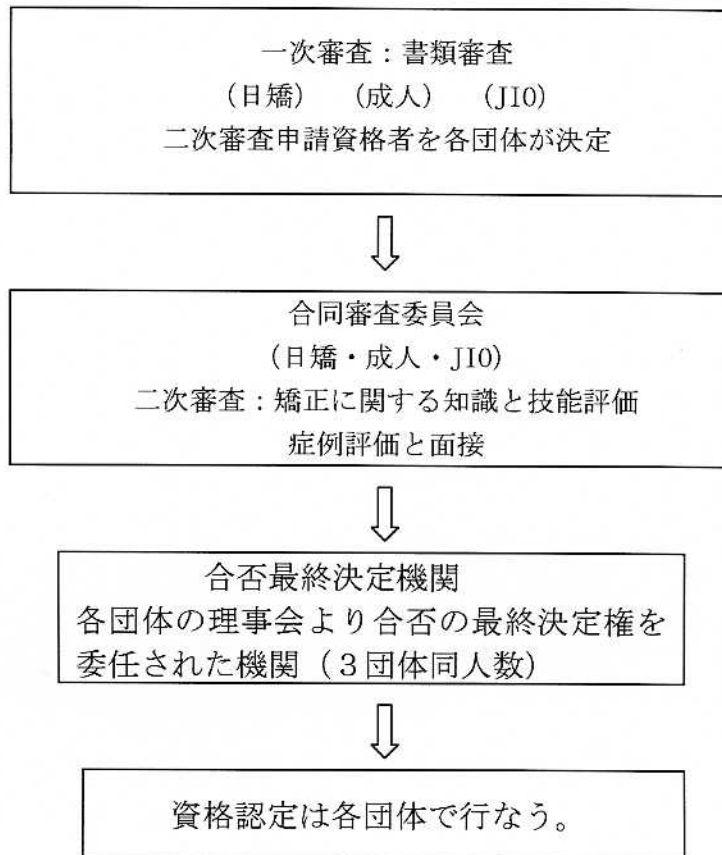 一次審査：書類審査
（日矯）　（成人）　（JIO）
二次審査申請資格者を各団体が決定
合同審査委員会
（日矯・成人・JIO）
二次審査：矯正に関する知識と技能評価
症例評価と面接
合否最終決定機関
各団体の理事会より合否の最終決定権を
委任された機関（３団体同人数）
資格認定は各団体で行なう。